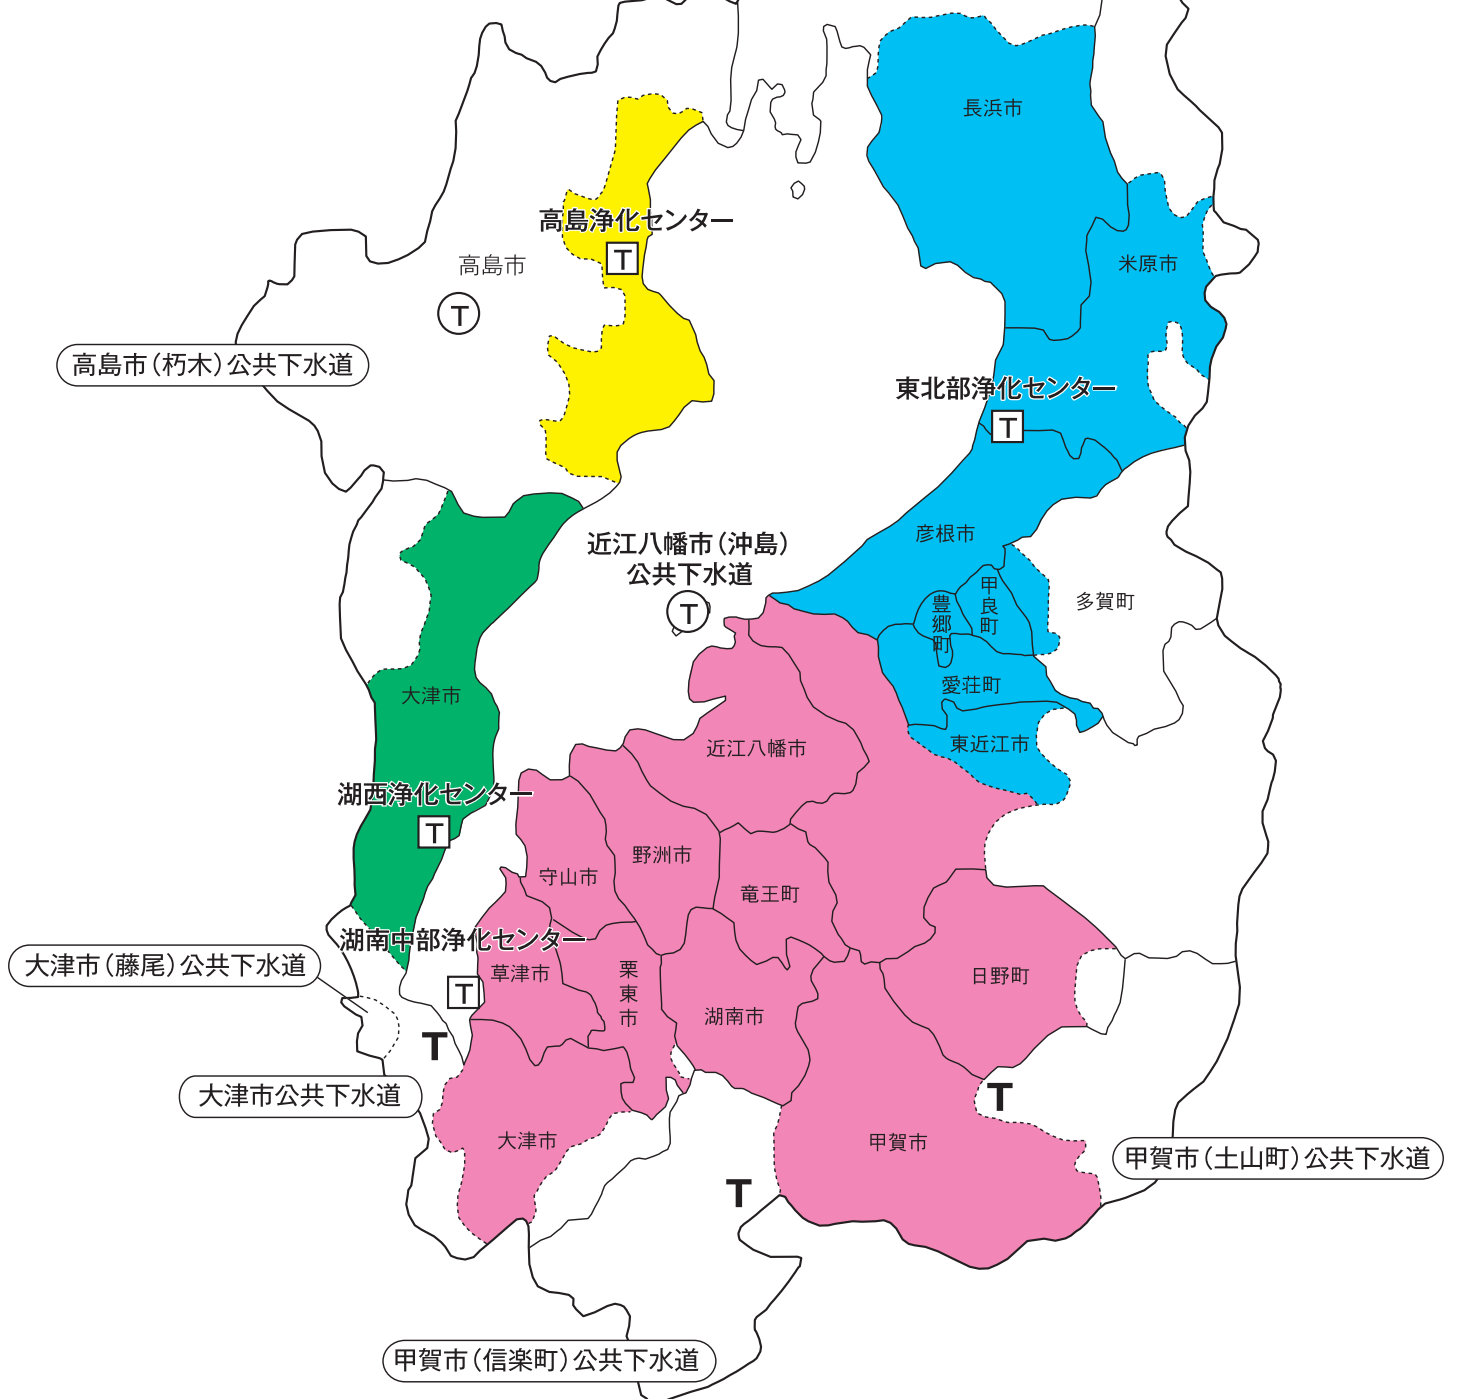 長浜市
高島浄化センター
T
高島市
T
米原市
高島市（朽木）公共下水道
東北部浄化センター
T
彦根市
近江八幡市（沖島）
公共下水道
T
甲良町
豊郷町
多賀町
愛荘町
大津市
東近江市
近江八幡市
湖西浄化センター
T
野洲市
守山市
竜王町
湖南中部浄化センター
大津市（藤尾）公共下水道
草津市
栗東市
日野町
T
湖南市
T
大津市公共下水道
T
大津市
甲賀市
甲賀市（土山町）公共下水道
T
甲賀市（信楽町）公共下水道